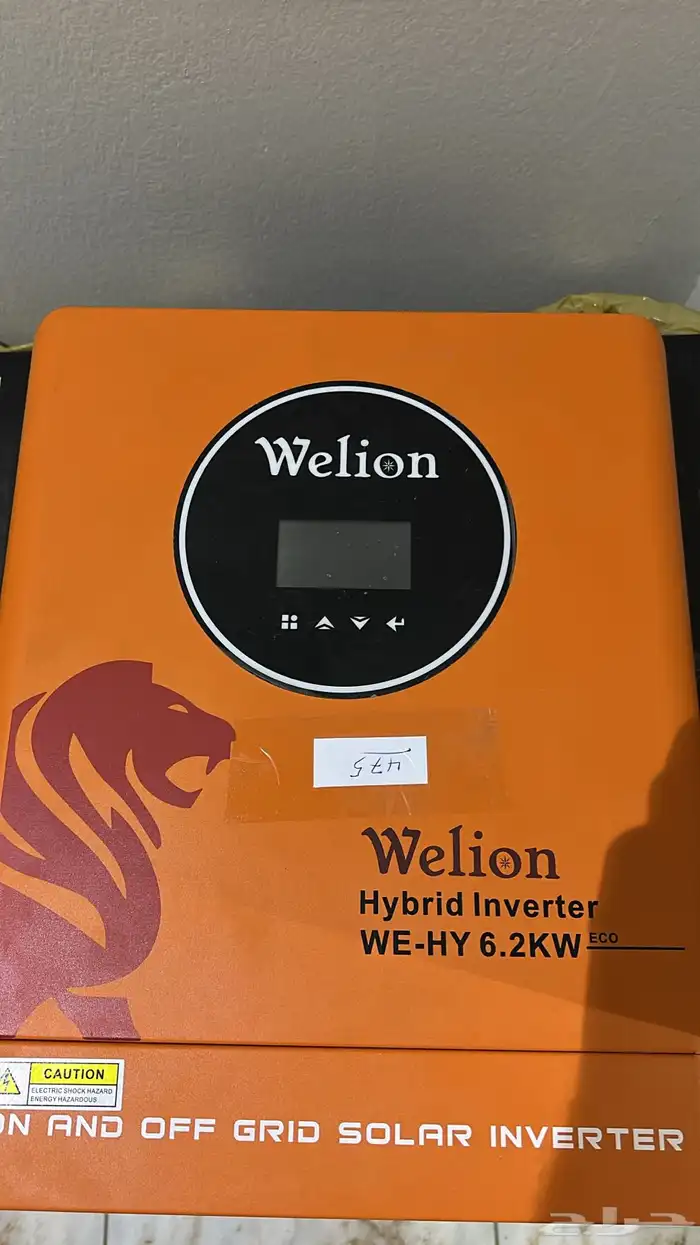 Welion
475
Welion
Hybrid Inverter
WE-HY 6.2KW ECO
CAUTION
ELECTRIC SHOCK HAZARD
ENERGY HAZARDOUS
ON AND OFF GRID SOLAR INVERTER